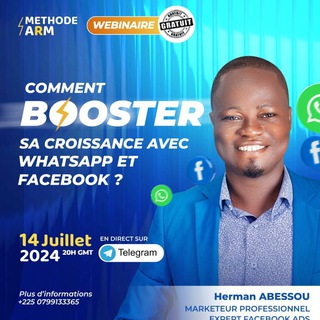 METHODE
ARM
WEBINAIRE
GRATUIT
COMMENT
BOOSTER
SA CROISSANCE AVEC
WHATSAPP ET
FACEBOOK ?
14 Juillet
2024 20H GMT
EN DIRECT SUR
Telegram
Plus d'informations
+225 0799133365
Herman ABESSOU
MARKETEUR PROFESSIONNEL
EXPERT FACEBOOK ADS